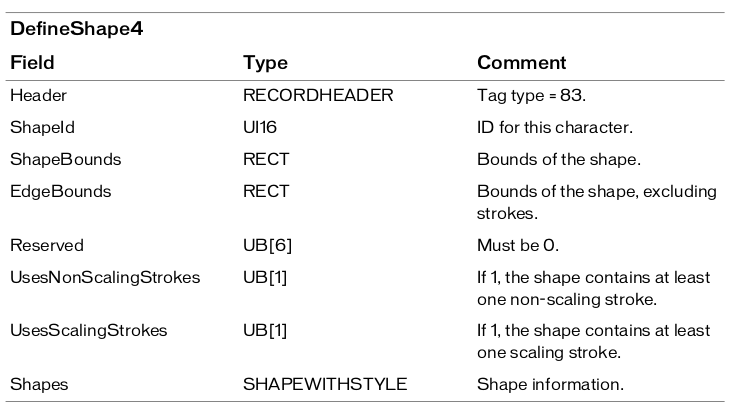 DefineShape4
Field Type Comment
Header RECORDHEADER Tag type = 83.
ShapeId UI16 ID for this character.
ShapeBounds RECT Bounds of the shape.
EdgeBounds RECT Bounds of the shape, excluding
strokes.
Reserved UB[6] Must be 0.
UsesNonScalingStrokes UB[1] If 1, the shape contains at least
one non-scaling stroke.
UsesScalingStrokes UB[1] If 1, the shape contains at least
one scaling stroke.
Shapes SHAPEWITHSTYLE Shape information.